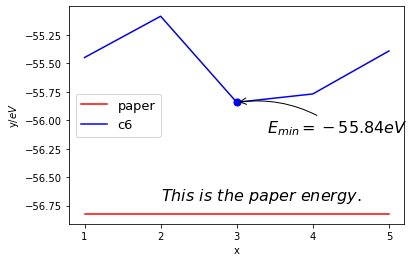 −55.25
−55.50
−55.75
−56.00
−56.25
−56.50
−56.75
y/eV
paper
c6
E_min = −55.84eV
This is the paper energy.
1 2 3 4 5
x